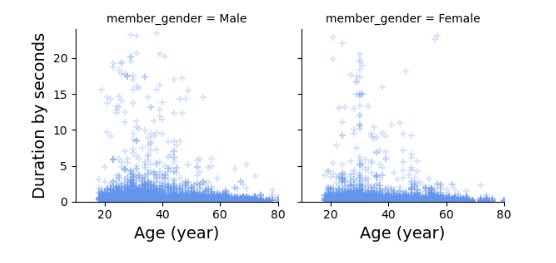 member_gender = Male
member_gender = Female
Duration by seconds
20
15
10
5
0
20 40 60 80
20 40 60 80
Age (year)
Age (year)